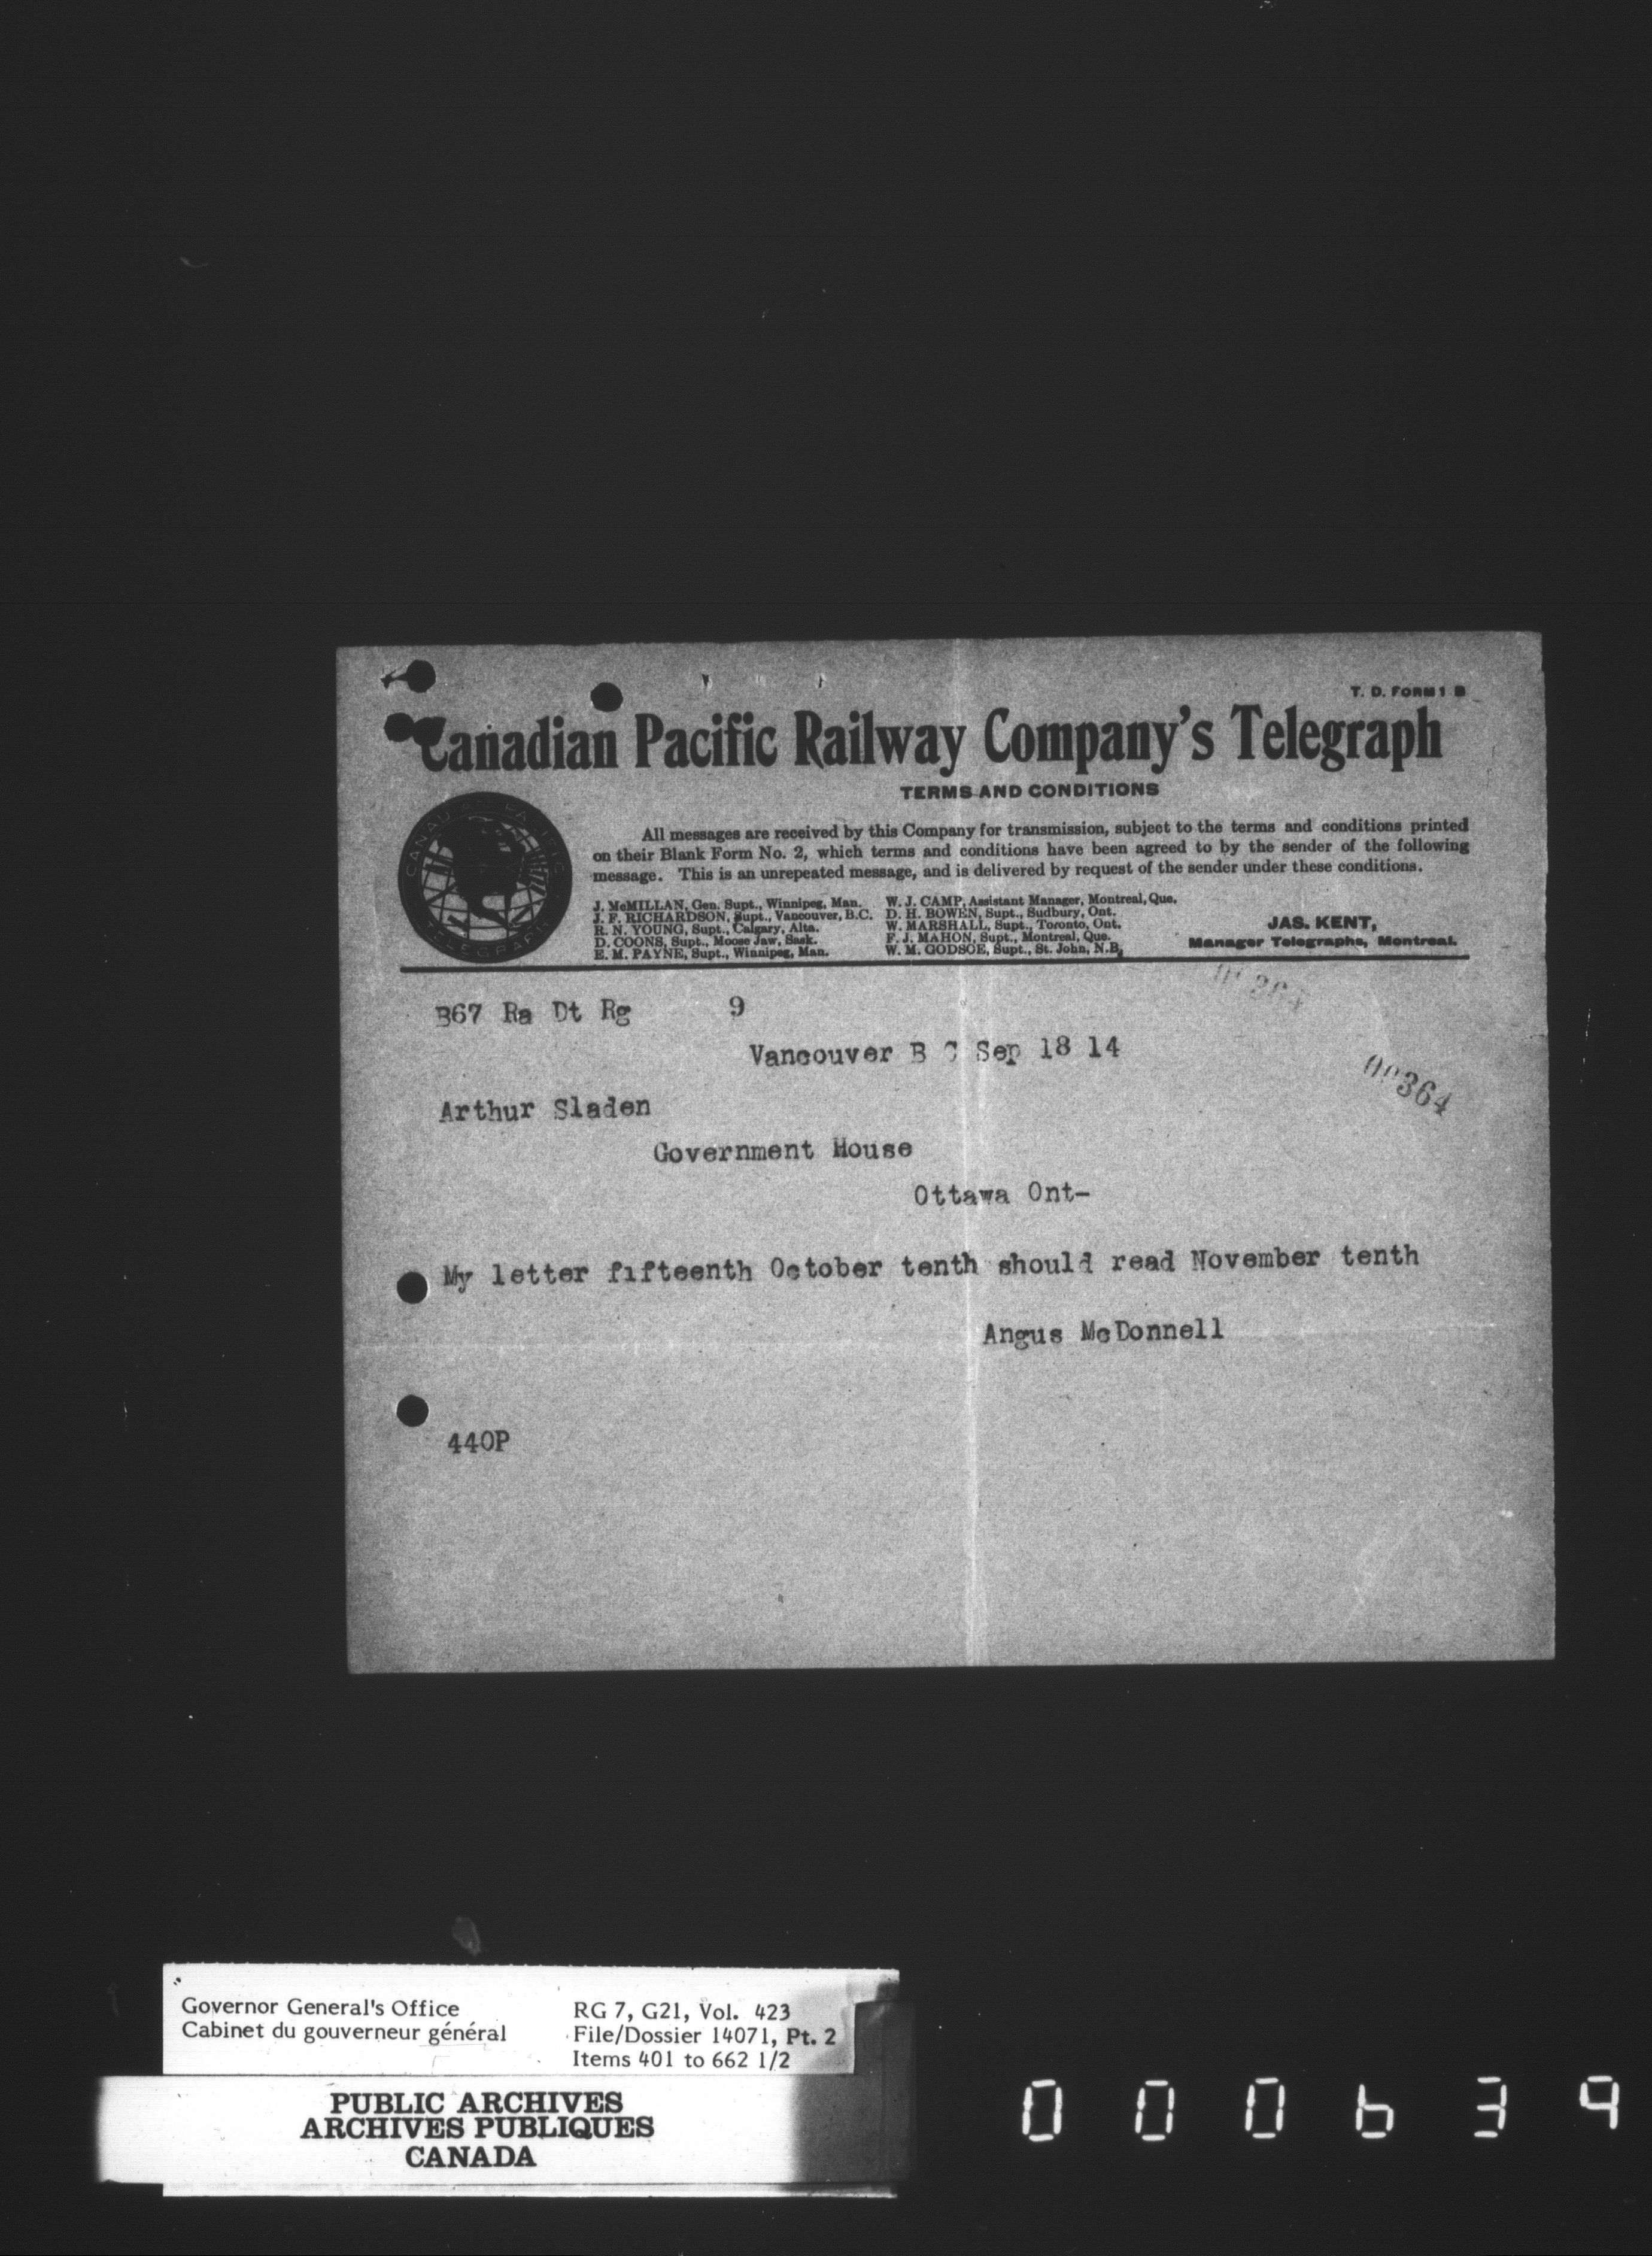 T. D. FORM 1 B
Canadian Pacific Railway Company's Telegraph
TERMS AND CONDITIONS
CANADIAN PACIFIC
TELEGRAPH
All messages are received by this Company for transmission, subject to the terms and conditions printed
on their Blank Form No. 2, which terms and conditions have been agreed to by the sender of the following
message. This is an unrepeated message, and is delivered by request of the sender under these conditions.
J. McMILLAN, Gen. Supt., Winnipeg, Man.
J. F. RICHARDSON, Supt., Vancouver, B.C.
R. N. YOUNG, Supt., Calgary, Alta.
D. COONS, Supt., Moose Jaw, Sask.
E. M. PAYNE, Supt., Winnipeg, Man.
W. J. CAMP, Assistant Manager, Montreal, Que.
D. H. BOWEN, Supt., Sudbury, Ont.
W. MARSHALL, Supt., Toronto, Ont.
F. J. MAHON, Supt., Montreal, Que.
W. M. GODSOE, Supt., St. John, N.B.
JAS. KENT,
Manager Telegraphs, Montreal.
B67 Ra Dt Rg 9
Vancouver B C Sep 18 14
00364
Arthur Sladen
Government House
Ottawa Ont-
My letter fifteenth October tenth should read November tenth
Angus McDonnell
440P
Governor General's Office
Cabinet du gouverneur général
RG 7, G21, Vol. 423
File/Dossier 14071, Pt. 2
Items 401 to 662 1/2
PUBLIC ARCHIVES
ARCHIVES PUBLIQUES
CANADA
000639